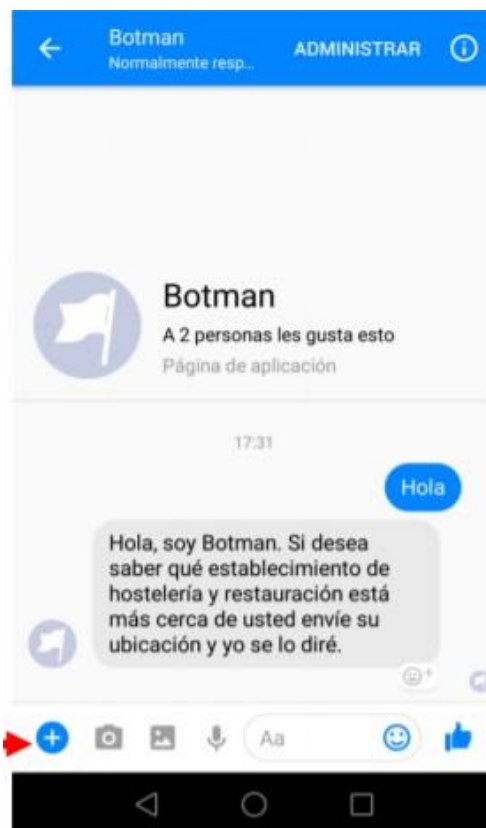 Botman
Normalmente resp...
ADMINISTRAR
Botman
A 2 personas les gusta esto
Página de aplicación
17:31
Hola
Hola, soy Botman. Si desea
saber qué establecimiento de
hostelería y restauración está
más cerca de usted envíe su
ubicación y yo se lo diré.
Aa